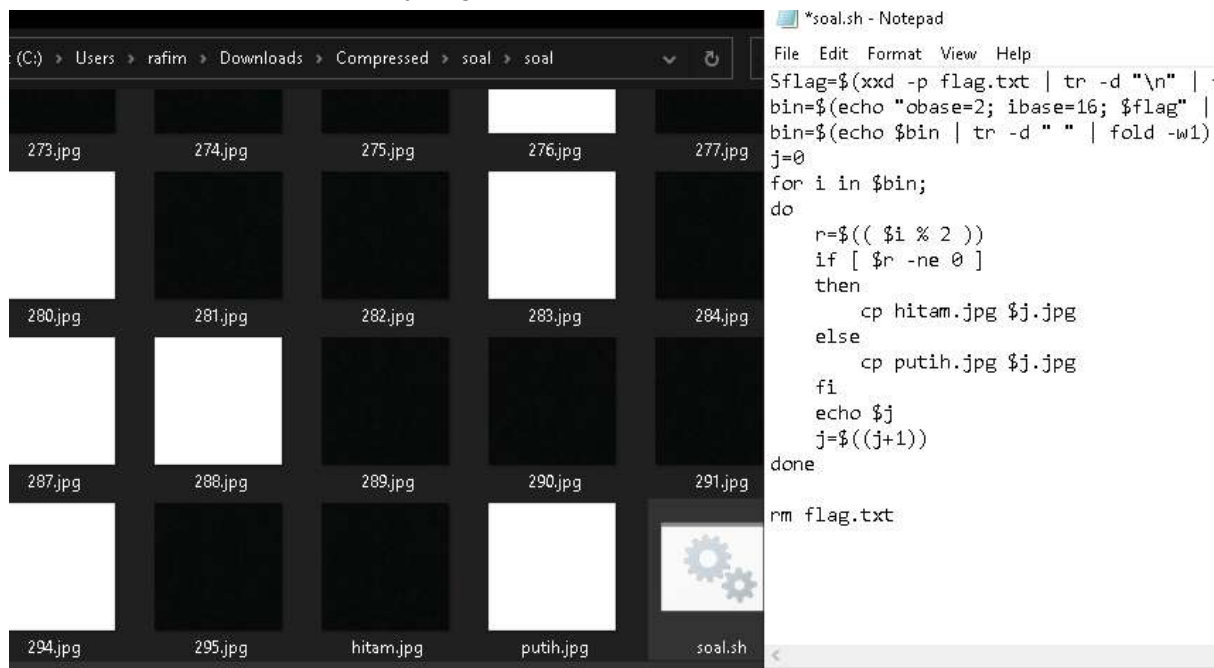 *soal.sh - Notepad
(C:) > Users > rafim > Downloads > Compressed > soal > soal
File Edit Format View Help
Sflag=$(xxd -p flag.txt | tr -d "\n" |
bin=$(echo "obase=2; ibase=16; $flag" |
bin=$(echo $bin | tr -d " " | fold -w1)
j=0
for i in $bin;
do
r=$(( $i % 2 ))
if [ $r -ne 0 ]
then
cp hitam.jpg $j.jpg
else
cp putih.jpg $j.jpg
fi
echo $j
j=$((j+1))
done
rm flag.txt
273.jpg 274.jpg 275.jpg 276.jpg 277.jpg
280.jpg 281.jpg 282.jpg 283.jpg 284.jpg
287.jpg 288.jpg 289.jpg 290.jpg 291.jpg
294.jpg 295.jpg hitam.jpg putih.jpg soal.sh